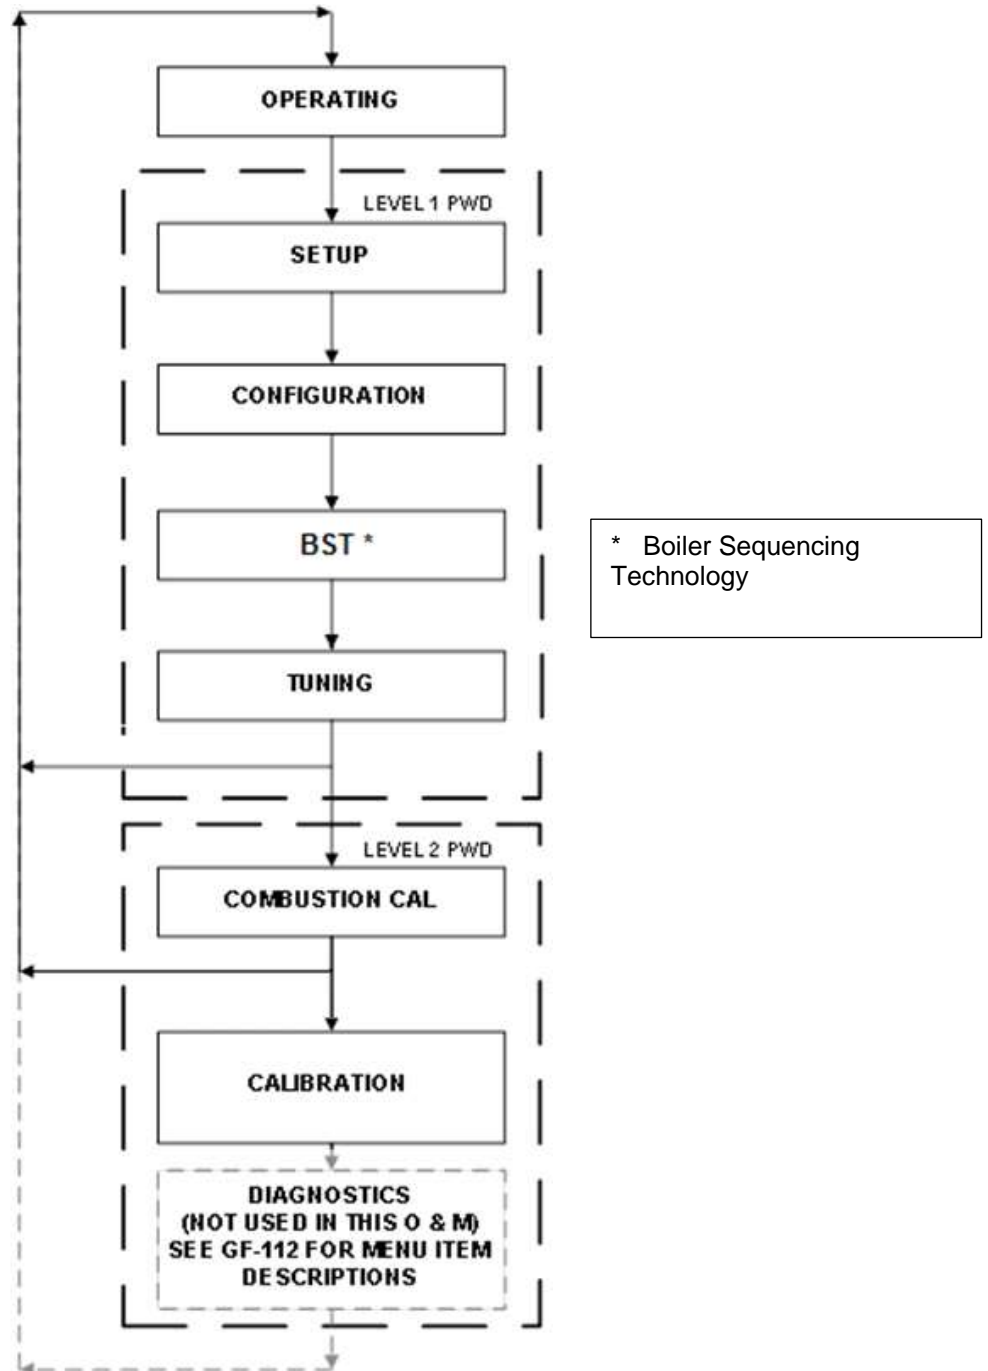 OPERATING
LEVEL 1 PWD
SETUP
CONFIGURATION
BST *
* Boiler Sequencing
Technology
TUNING
LEVEL 2 PWD
COMBUSTION CAL
CALIBRATION
DIAGNOSTICS
(NOT USED IN THIS O & M)
SEE GF-112 FOR MENU ITEM
DESCRIPTIONS